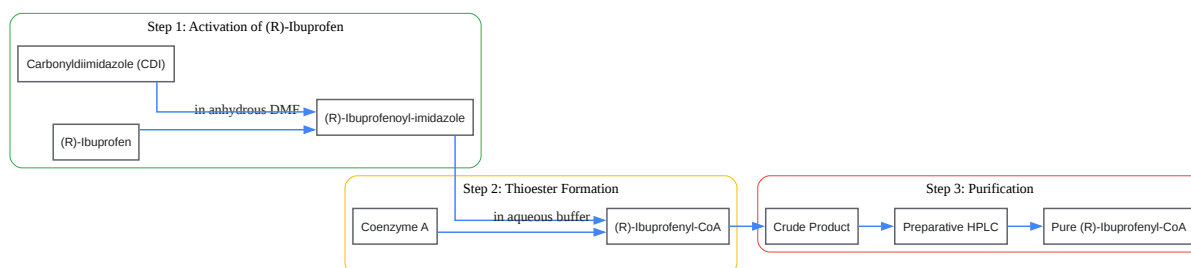 Step 1: Activation of (R)-Ibuprofen
Carbonyldiimidazole (CDI)
in anhydrous DMF
(R)-Ibuprofenoyl-imidazole
(R)-Ibuprofen
Step 2: Thioester Formation
Coenzyme A
in aqueous buffer
(R)-Ibuprofenyl-CoA
Step 3: Purification
Crude Product
Preparative HPLC
Pure (R)-Ibuprofenyl-CoA